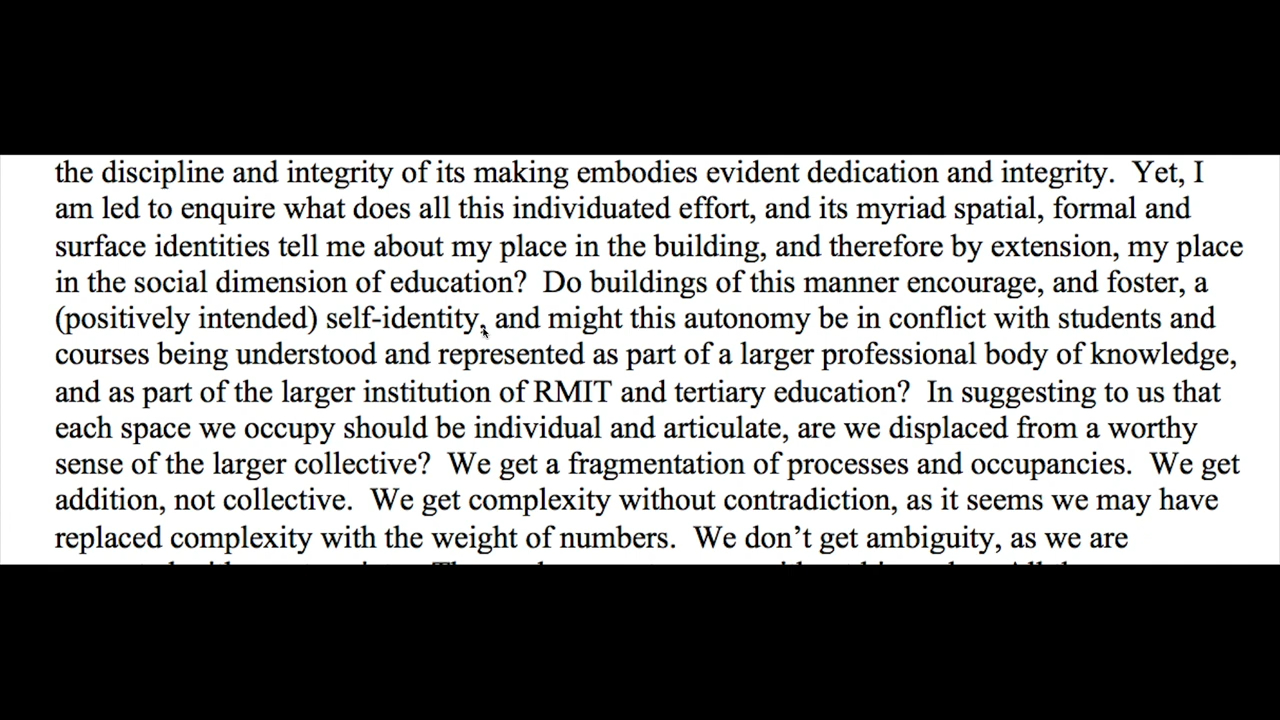 the discipline and integrity of its making embodies evident dedication and integrity.  Yet, I
am led to enquire what does all this individuated effort, and its myriad spatial, formal and
surface identities tell me about my place in the building, and therefore by extension, my place
in the social dimension of education?  Do buildings of this manner encourage, and foster, a
(positively intended) self-identity, and might this autonomy be in conflict with students and
courses being understood and represented as part of a larger professional body of knowledge,
and as part of the larger institution of RMIT and tertiary education?  In suggesting to us that
each space we occupy should be individual and articulate, are we displaced from a worthy
sense of the larger collective?  We get a fragmentation of processes and occupancies.  We get
addition, not collective.  We get complexity without contradiction, as it seems we may have
replaced complexity with the weight of numbers.  We don’t get ambiguity, as we are